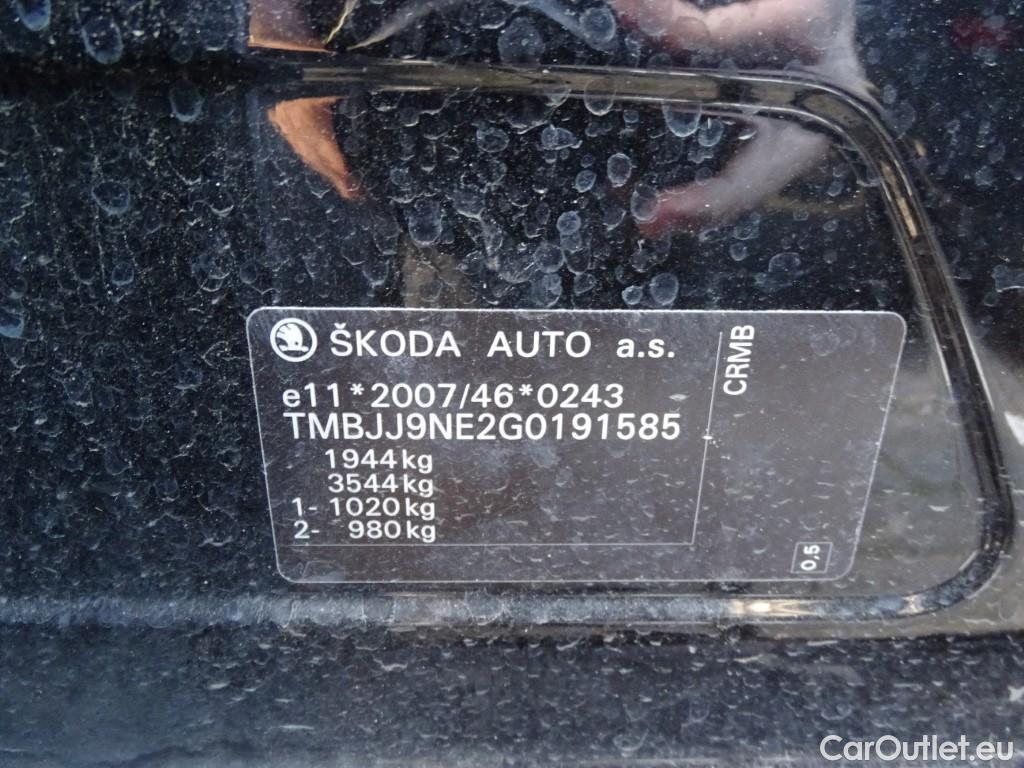 ŠKODA AUTO a.s.
e11*2007/46*0243
TMBJJ9NE2G0191585
1944kg
3544kg
1- 1020kg
2- 980kg
CRMB
0,5
CarOutlet.eu